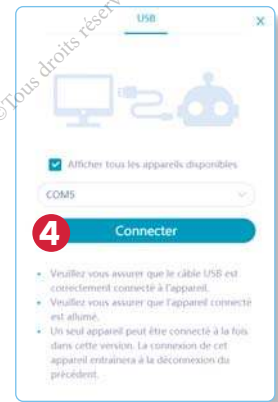 USB
X
©Tous droits réser
Afficher tous les appareils disponibles
COM5
4
Connecter
• Veuillez vous assurer que le câble USB est
correctement connecté à l'appareil.
• Veuillez vous assurer que l'appareil connecté
est allumé.
• Un seul appareil peut être connecté à la fois
dans cette version. La connexion de cet
appareil entraînera à la déconnexion du
précédent.